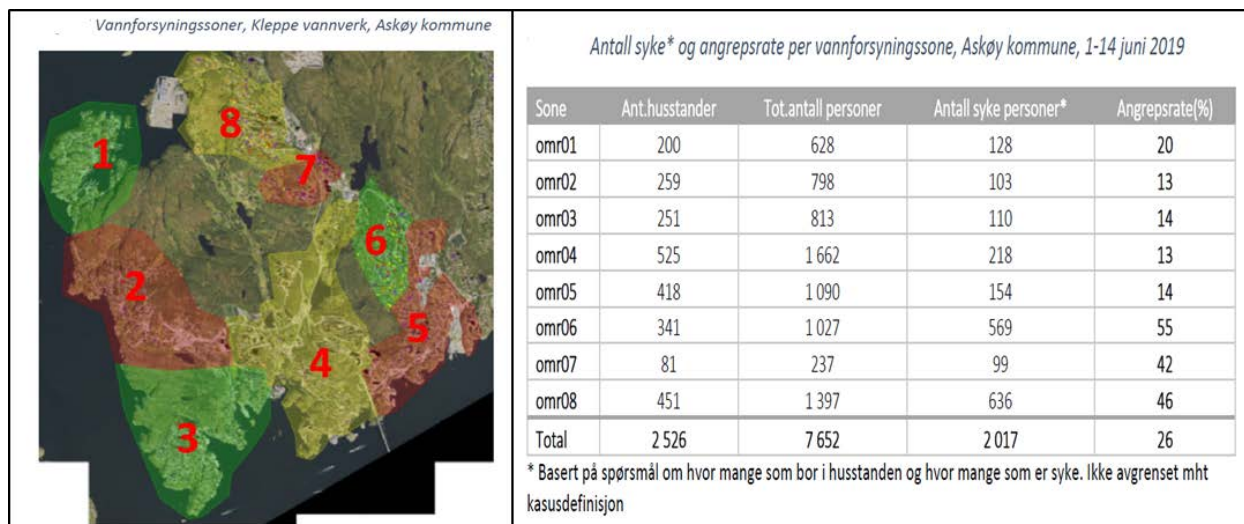 Vannforsyningssoner, Kleppe vannverk, Askøy kommune
1
2
3
4
5
6
7
8
Antall syke* og angrepsrate per vannforsyningssone, Askøy kommune, 1-14 juni 2019
Sone Ant.husstander Tot.antall personer Antall syke personer* Angrepsrate(%)
omr01 200 628 128 20
omr02 259 798 103 13
omr03 251 813 110 14
omr04 525 1 662 218 13
omr05 418 1 090 154 14
omr06 341 1 027 569 55
omr07 81 237 99 42
omr08 451 1 397 636 46
Total 2 526 7 652 2 017 26
* Basert på spørsmål om hvor mange som bor i husstanden og hvor mange som er syke. Ikke avgrenset mht
kasusdefinisjon